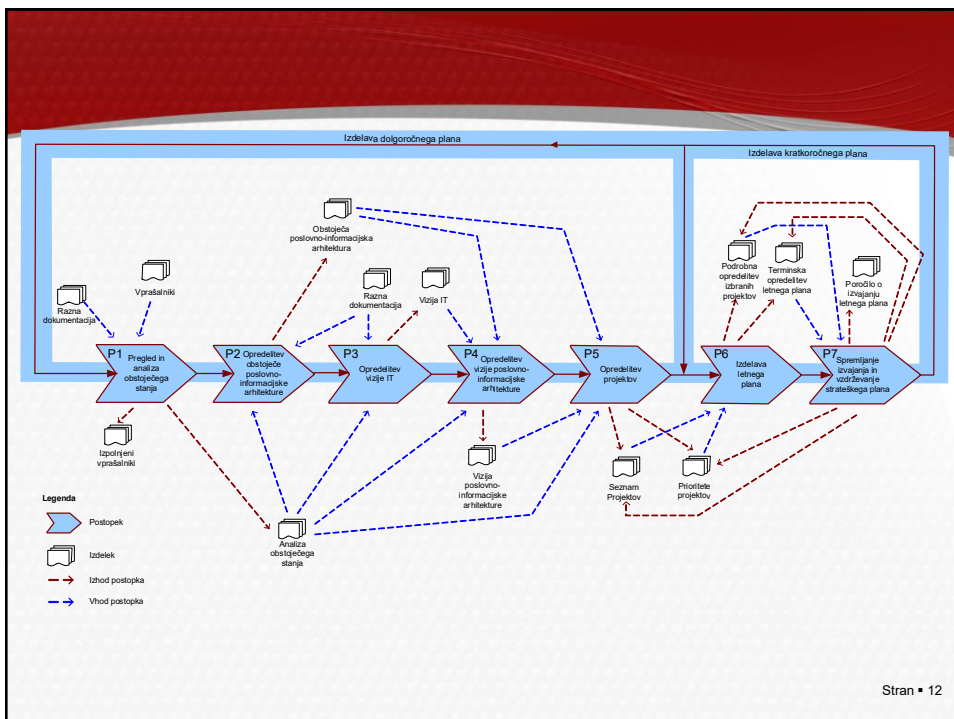 Izdelava dolgoročnega plana
Izdelava kratkoročnega plana
Obstoječa
poslovno-informacijska
arhitektura
Razna
dokumentacija
Vprašalniki
Razna
dokumentacija
Vizija IT
Podrobna
opredelitev
izbranih
projektov
Terminska
opredelitev
letnega plana
Poročilo o
izvajanju
letnega plana
P1
Pregled in
analiza
obstoječega
stanja
P2
Opredelitev
obstoječe
poslovno-
informacijske
arhitekture
P3
Opredelitev
vizije IT
P4
Opredelitev
vizije poslovno-
informacijske
arhitekture
P5
Opredelitev
projektov
P6
Izdelava
letnega
plana
P7
Spremljanje
izvajanja in
vzdrževanje
strateškega plana
Izpolnjeni
vprašalniki
Vizija
poslovno-
informacijske
arhitekture
Seznam
Projektov
Prioritete
projektov
Analiza
obstoječega
stanja
Legenda
Postopek
Izdelek
Izhod postopka
Vhod postopka
Stran ▪ 12